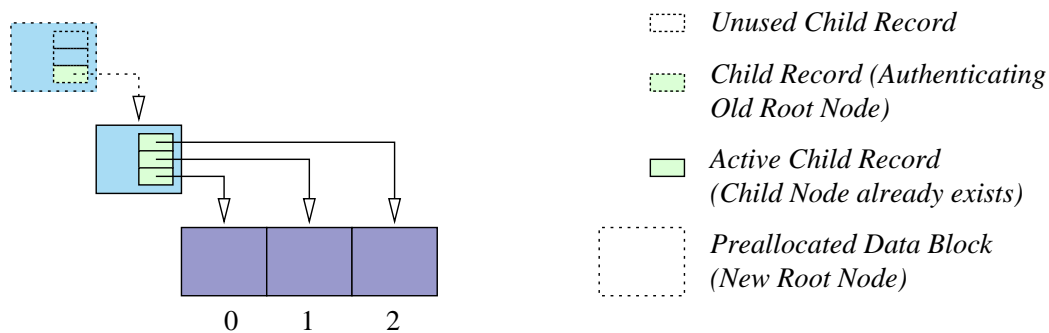 Unused Child Record
Child Record (Authenticating
Old Root Node)
Active Child Record
(Child Node already exists)
Preallocated Data Block
(New Root Node)
0 1 2